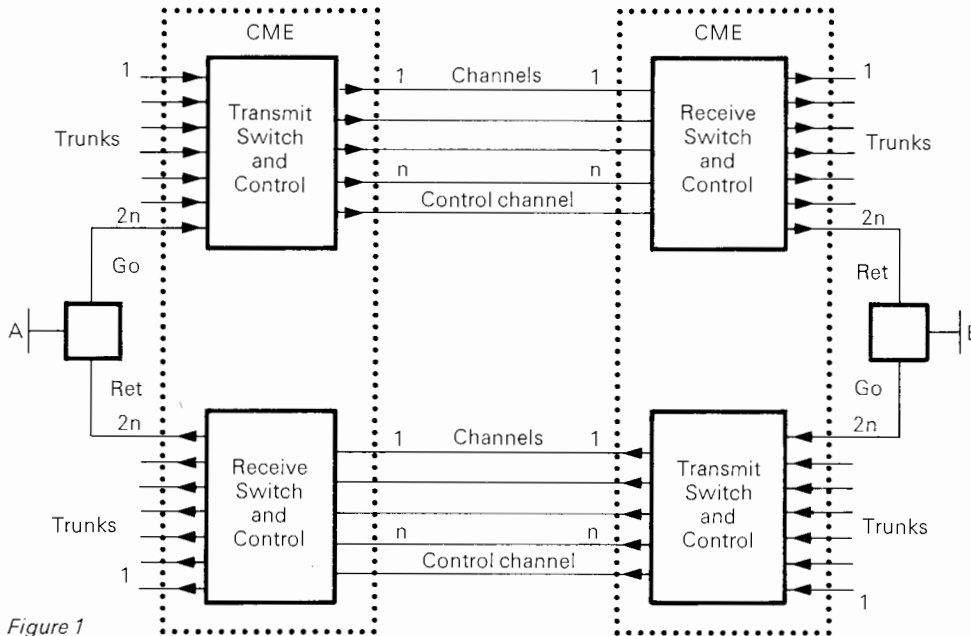 CME
CME
1
1
Channels
1
1
Trunks
Transmit
Switch
and
Control
Receive
Switch
and
Control
Trunks
n
n
Control channel
2n
2n
Go
Ret
A
B
Ret
Go
2n
2n
1
Channels
1
Trunks
Receive
Switch
and
Control
Transmit
Switch
and
Control
Trunks
n
n
Control channel
1
1
Figure 1